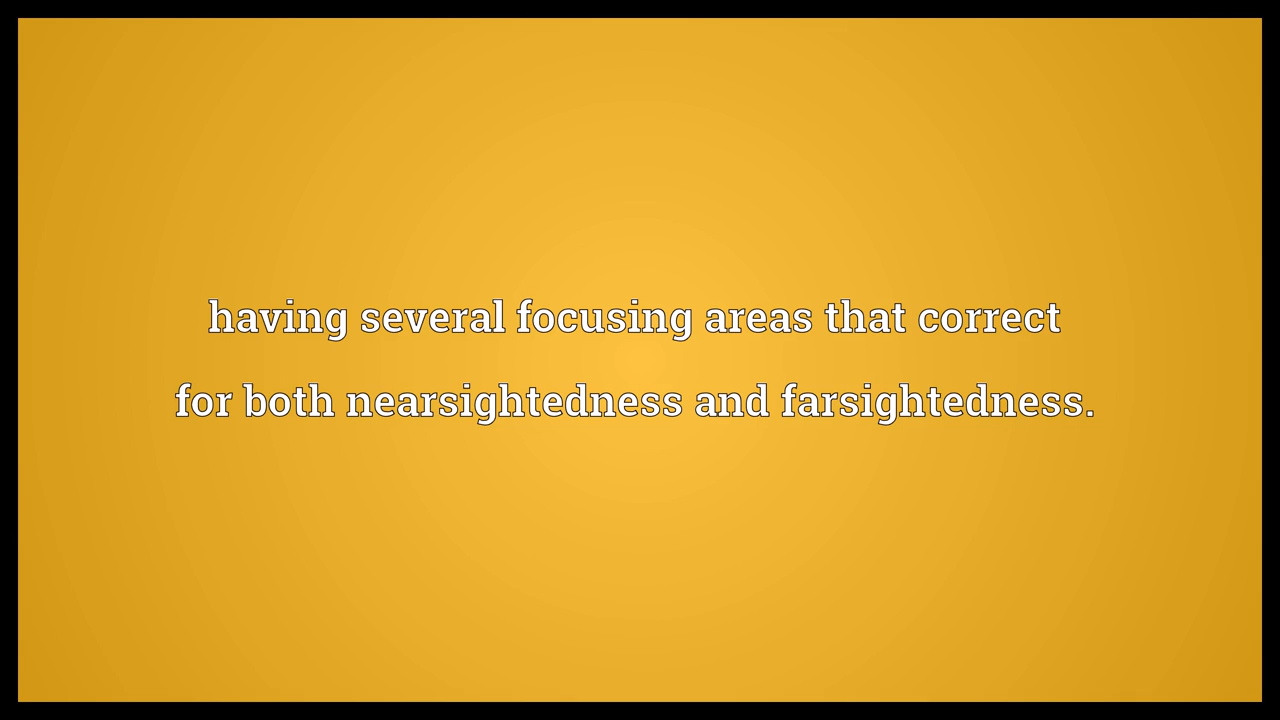 having several focusing areas that correct
for both nearsightedness and farsightedness.